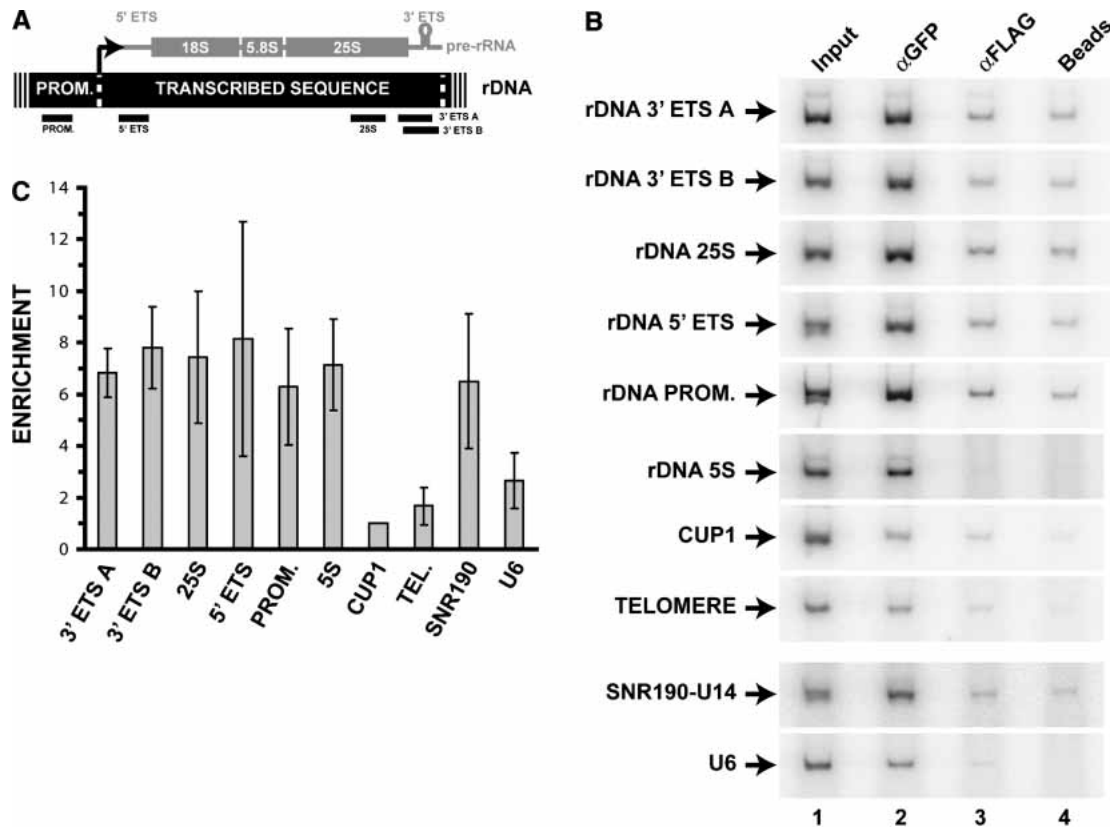 A
5' ETS
3' ETS
18S
5.8S
25S
pre-rRNA
PROM.
TRANSCRIBED SEQUENCE
rDNA
PROM.
5' ETS
25S
3' ETS A
3' ETS B
B
Input
αGFP
αFLAG
Beads
rDNA 3' ETS A
rDNA 3' ETS B
rDNA 25S
rDNA 5' ETS
rDNA PROM.
rDNA 5S
CUP1
TELOMERE
SNR190-U14
U6
1
2
3
4
C
ENRICHMENT
14
12
10
8
6
4
2
0
3' ETS A
3' ETS B
25S
5' ETS
PROM.
5S
CUP1
TEL.
SNR190
U6